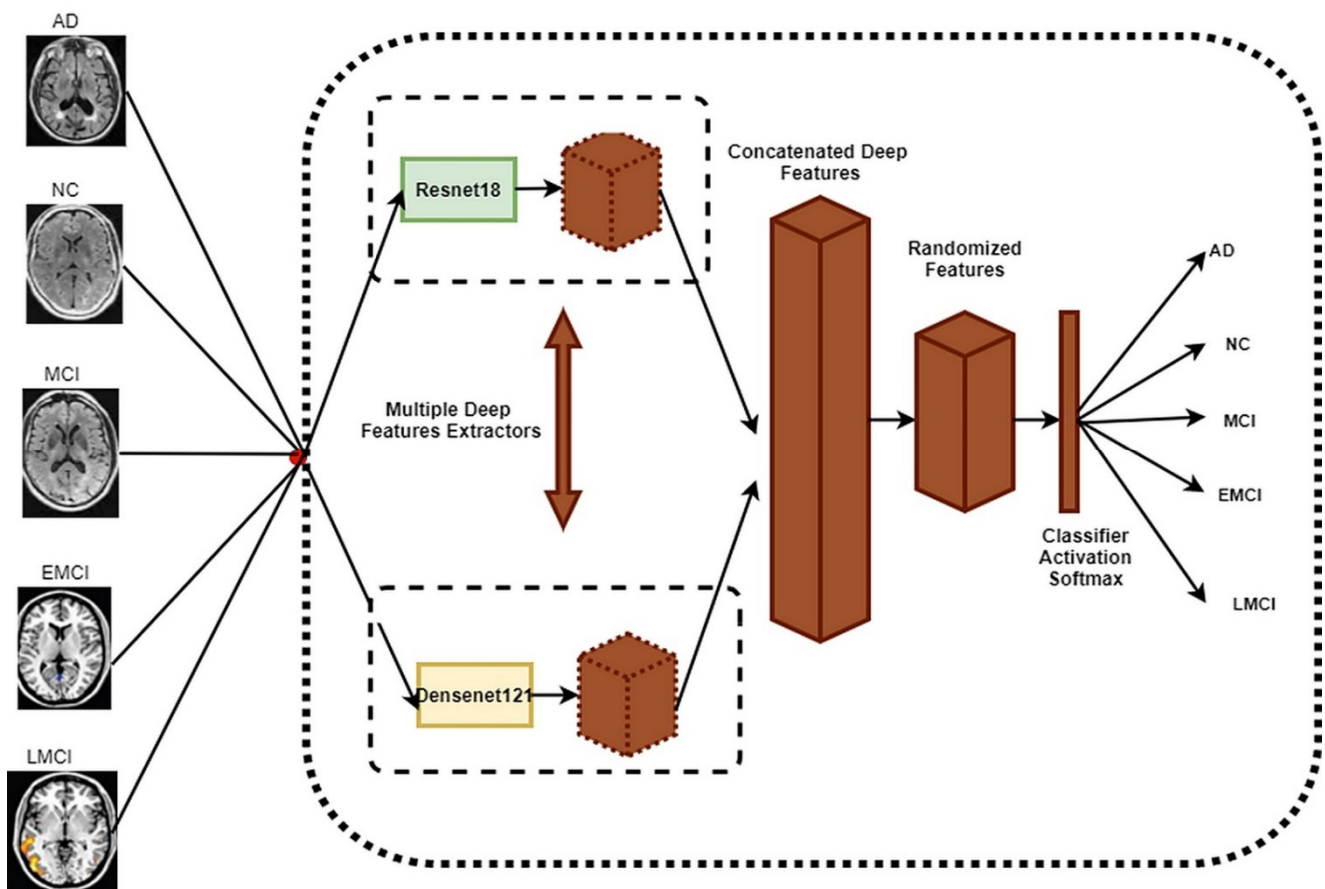 AD
NC
MCI
EMCI
LMCI
Resnet18
Multiple Deep
Features Extractors
Densenet121
Concatenated Deep
Features
Randomized
Features
Classifier
Activation
Softmax
AD
NC
MCI
EMCI
LMCI